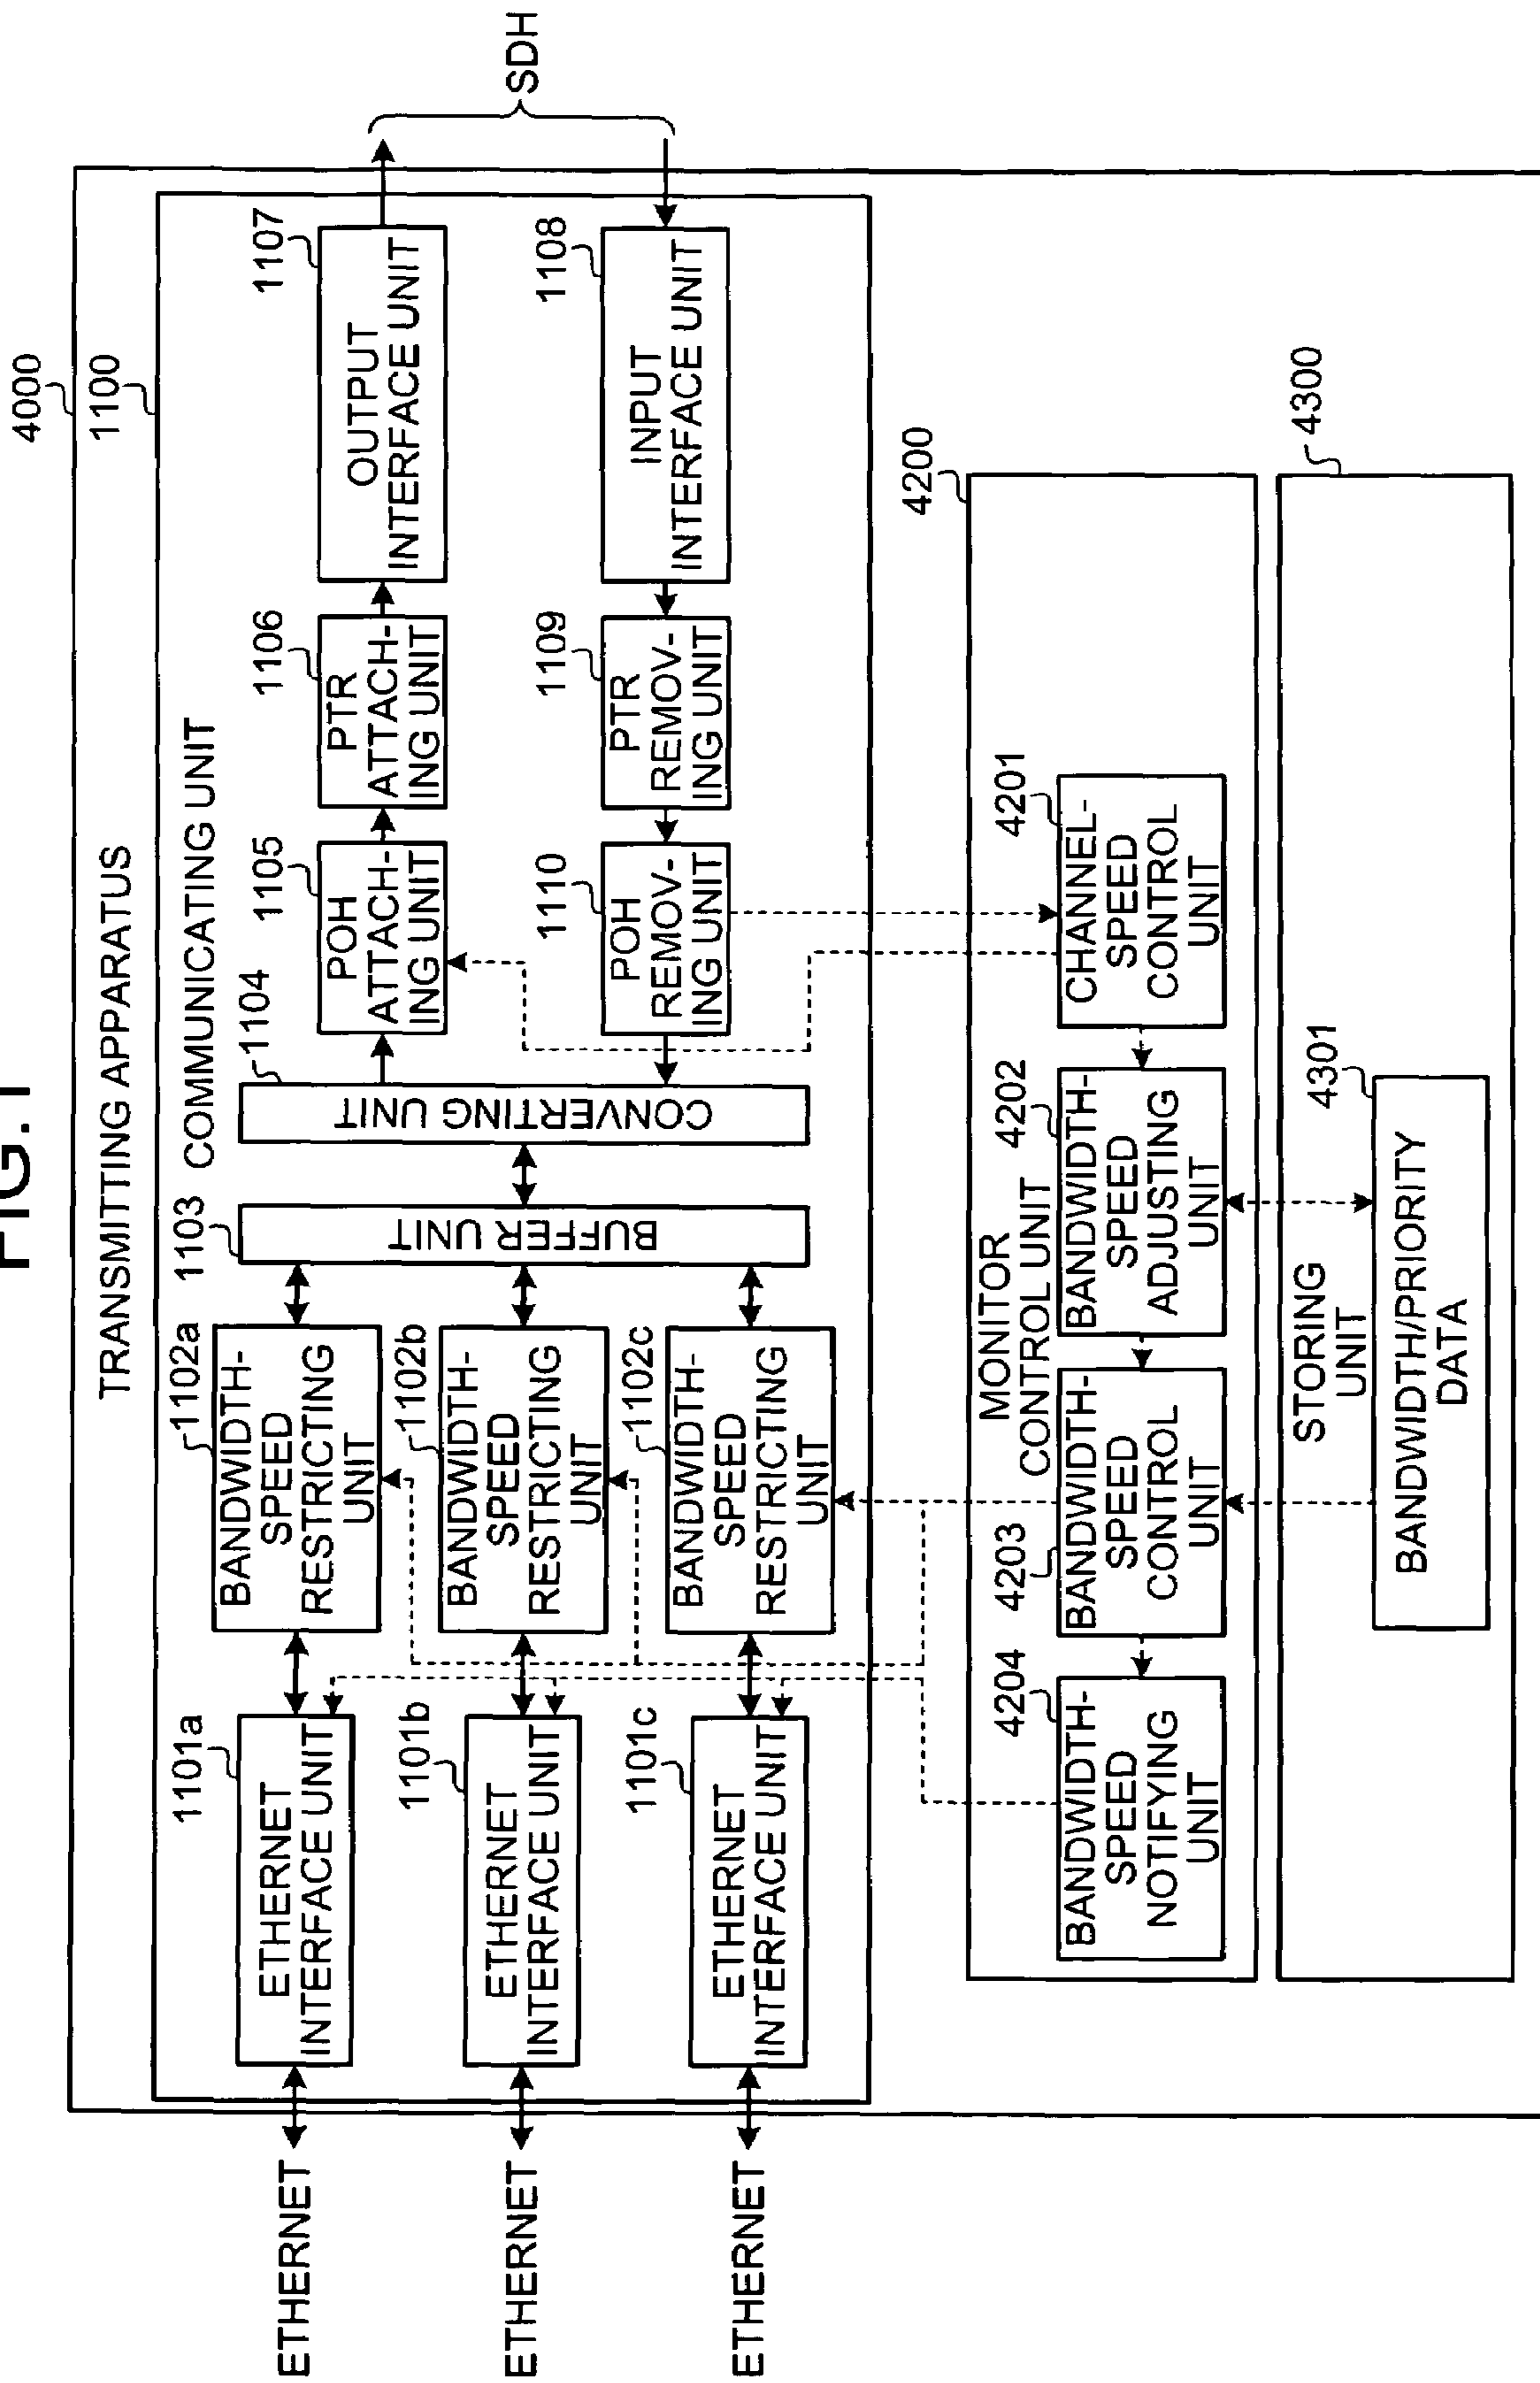 FIG.1
4000
TRANSMITTING APPARATUS
1100
COMMUNICATING UNIT
ETHERNET
1101a
ETHERNET
INTERFACE UNIT
1102a
BANDWIDTH-
SPEED
RESTRICTING
UNIT
ETHERNET
1101b
ETHERNET
INTERFACE UNIT
1102b
BANDWIDTH-
SPEED
RESTRICTING
UNIT
ETHERNET
1101c
ETHERNET
INTERFACE UNIT
1102c
BANDWIDTH-
SPEED
RESTRICTING
UNIT
1103
BUFFER UNIT
1104
CONVERTING UNIT
1105
POH
ATTACH-
ING UNIT
1106
PTR
ATTACH-
ING UNIT
1107
OUTPUT
INTERFACE UNIT
SDH
1110
POH
REMOV-
ING UNIT
1109
PTR
REMOV-
ING UNIT
1108
INPUT
INTERFACE UNIT
4200
MONITOR
CONTROL UNIT
4204
BANDWIDTH-
SPEED
NOTIFYING
UNIT
4203
BANDWIDTH-
SPEED
CONTROL
UNIT
4202
BANDWIDTH-
SPEED
ADJUSTING
UNIT
4201
CHANNEL-
SPEED
CONTROL
UNIT
4300
STORING
UNIT
4301
BANDWIDTH/PRIORITY
DATA